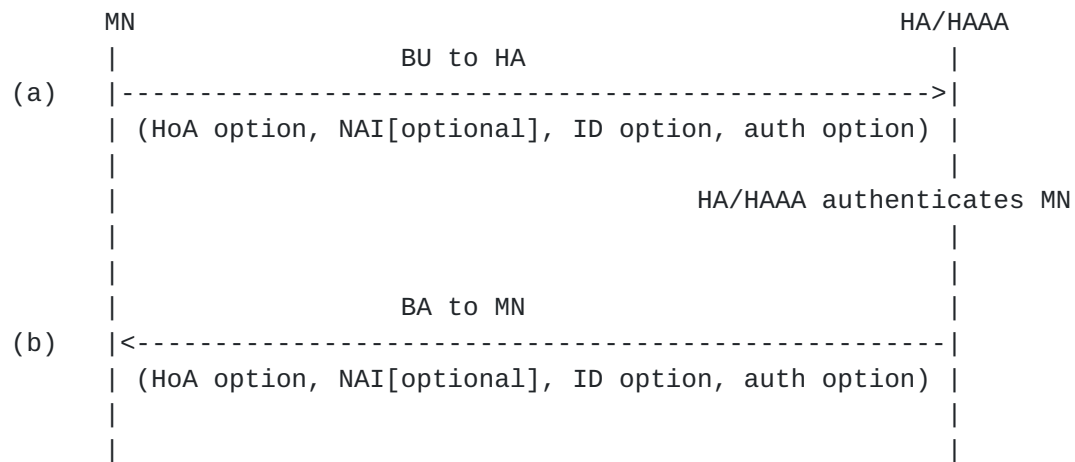 MN HA/HAAA
| BU to HA |
(a) |---------------------------------------------------->|
| (HoA option, NAI[optional], ID option, auth option) |
| |
| HA/HAAA authenticates MN
| |
| |
| BA to MN |
(b) |<----------------------------------------------------|
| (HoA option, NAI[optional], ID option, auth option) |
| |
| |